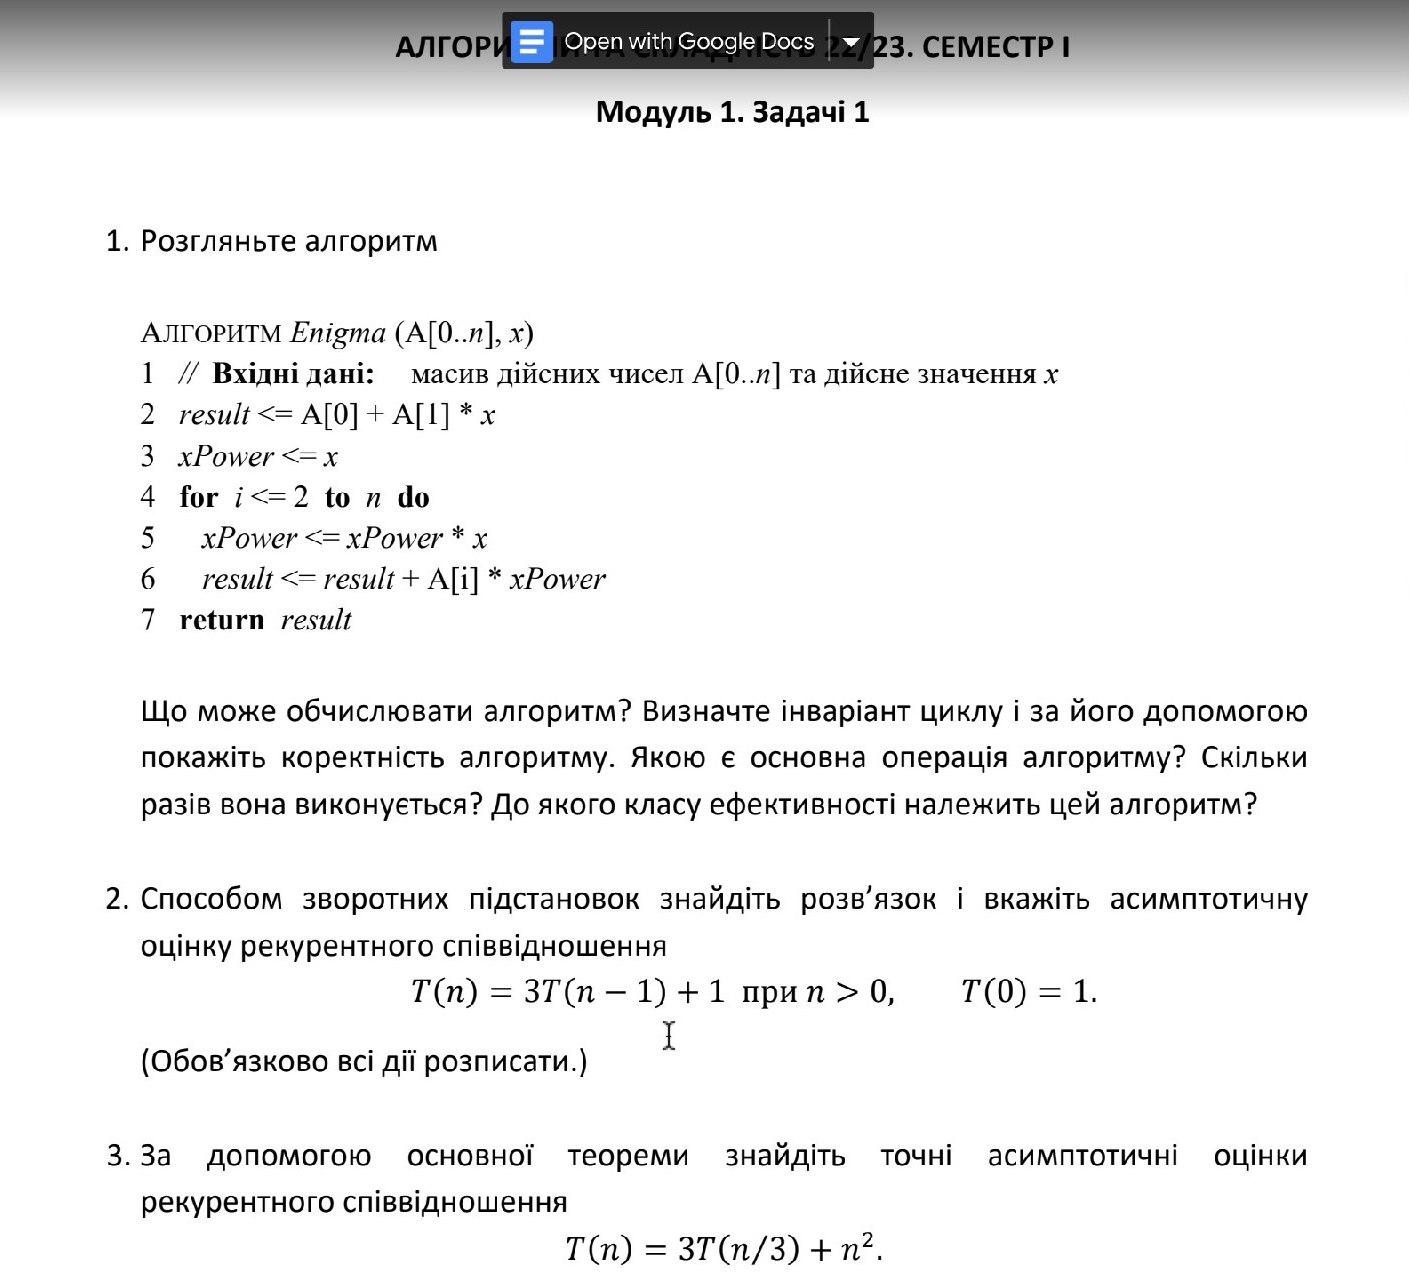 АЛГОРИ 22/23. СЕМЕСТР І
Open with Google Docs
Модуль 1. Задачі 1
1. Розгляньте алгоритм
АЛГОРИТМ Enigma (A[0..n], x)
1 // Вхідні дані: масив дійсних чисел A[0..n] та дійсне значення x
2 result <= A[0] + A[1] * x
3 xPower <= x
4 for i <= 2 to n do
5 xPower <= xPower * x
6 result <= result + A[i] * xPower
7 return result
Що може обчислювати алгоритм? Визначте інваріант циклу і за його допомогою
покажіть коректність алгоритму. Якою є основна операція алгоритму? Скільки
разів вона виконується? До якого класу ефективності належить цей алгоритм?
2. Способом зворотних підстановок знайдіть розв’язок і вкажіть асимптотичну
оцінку рекурентного співвідношення
T(n) = 3T(n − 1) + 1 при n > 0, T(0) = 1.
(Обов’язково всі дії розписати.)
3. За допомогою основної теореми знайдіть точні асимптотичні оцінки
рекурентного співвідношення
T(n) = 3T(n/3) + n².